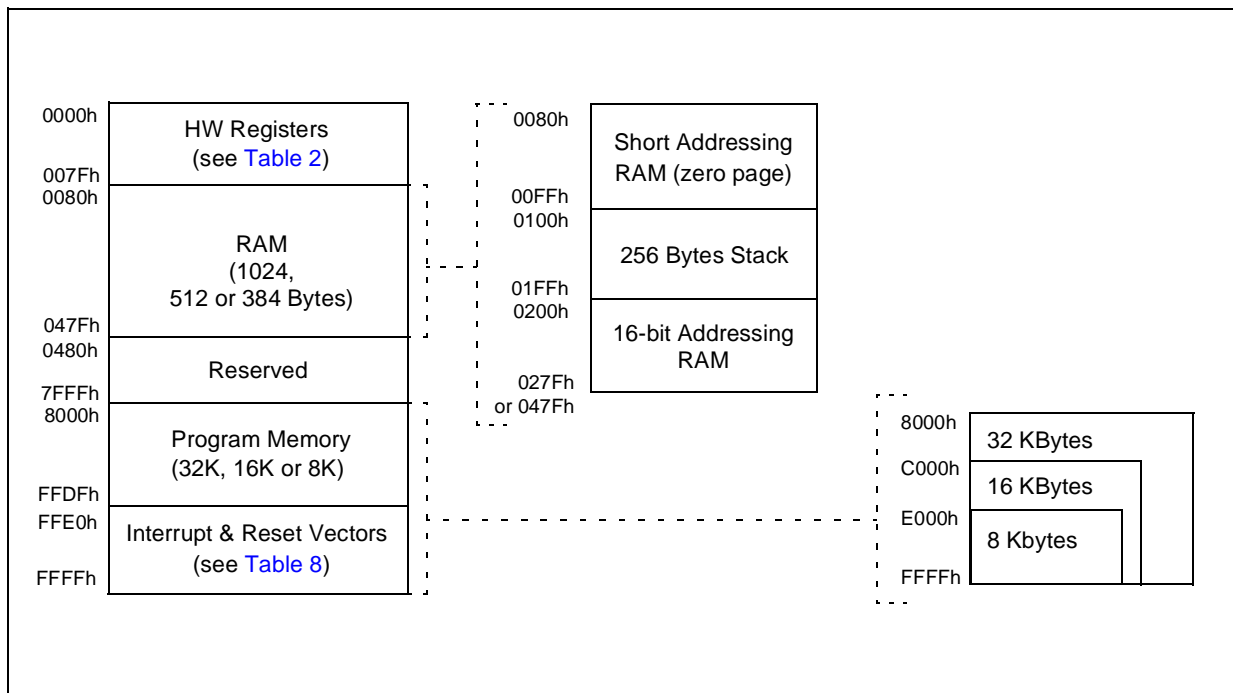 0000h
HW Registers
(see Table 2)
007Fh
0080h
RAM
(1024,
512 or 384 Bytes)
047Fh
0480h
Reserved
7FFFh
8000h
Program Memory
(32K, 16K or 8K)
FFDFh
FFE0h
Interrupt & Reset Vectors
(see Table 8)
FFFFh
0080h
Short Addressing
RAM (zero page)
00FFh
0100h
256 Bytes Stack
01FFh
0200h
16-bit Addressing
RAM
027Fh
or 047Fh
8000h
32 KBytes
C000h
16 KBytes
E000h
8 Kbytes
FFFFh